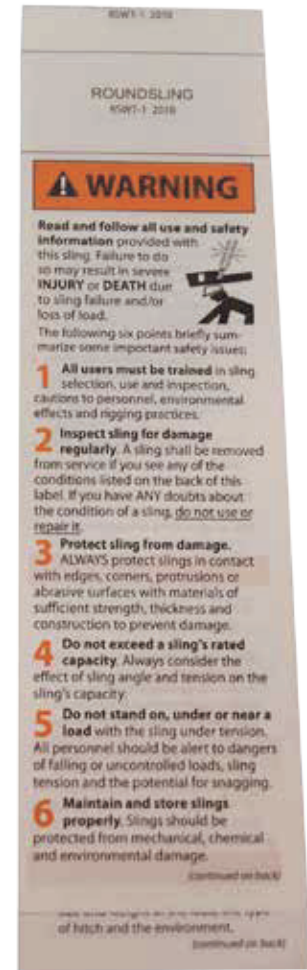 RSWT-1 2018
ROUNDSLING
RSWT-1 2018
WARNING
Read and follow all use and safety
information provided with
this sling. Failure to do
so may result in severe
INJURY or DEATH due
to sling failure and/or
loss of load.
The following six points briefly sum-
marize some important safety issues:
1 All users must be trained in sling
selection, use and inspection,
cautions to personnel, environmental
effects and rigging practices.
2 Inspect sling for damage
regularly. A sling shall be removed
from service if you see any of the
conditions listed on the back of this
label. If you have ANY doubts about
the condition of a sling, do not use or
repair it.
3 Protect sling from damage.
ALWAYS protect slings in contact
with edges, corners, protrusions or
abrasive surfaces with materials of
sufficient strength, thickness and
construction to prevent damage.
4 Do not exceed a sling's rated
capacity. Always consider the
effect of sling angle and tension on the
sling's capacity.
5 Do not stand on, under or near a
load with the sling under tension.
All personnel should be alert to dangers
of falling or uncontrolled loads, sling
tension and the potential for snagging.
6 Maintain and store slings
properly. Slings should be
protected from mechanical, chemical
and environmental damage.
(continued on back)
of hitch and the environment.
(continued on back)